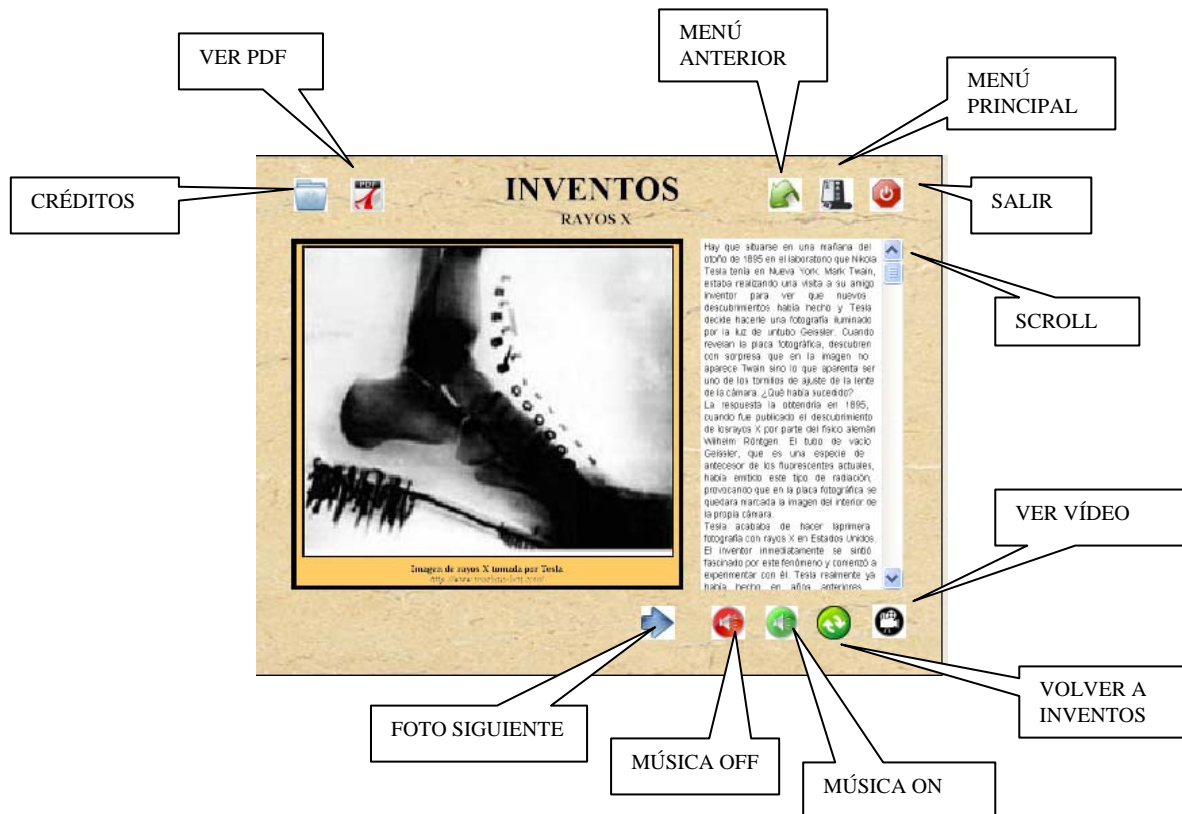 MENÚ
ANTERIOR
VER PDF
MENÚ
PRINCIPAL
CRÉDITOS
SALIR
PDF
INVENTOS
RAYOS X
Hay que situarse en una mañana del
otoño de 1895 en el laboratorio que Nikola
Tesla tenía en Nueva York. Mark Twain,
estaba realizando una visita a su amigo
inventor para ver que nuevos
descubrimientos había hecho y Tesla
decide hacerle una fotografía iluminado
por la luz de untubo Geissler. Cuando
revelan la placa fotográfica, descubren
con sorpresa que en la imagen no
aparece Twain sino lo que aparenta ser
uno de los tornillos de ajuste de la lente
de la cámara. ¿Qué había sucedido?
La respuesta la obtendría en 1895,
cuando fue publicado el descubrimiento
de losrayos X por parte del físico alemán
Wilhelm Röntgen. El tubo de vacío
Geissler, que es una especie de
antecesor de los fluorescentes actuales,
había emitido este tipo de radiación,
provocando que en la placa fotográfica se
quedara marcada la imagen del interior de
la propia cámara.
Tesla acababa de hacer laprimera
fotografía con rayos X en Estados Unidos.
El inventor inmediatamente se sintió
fascinado por este fenómeno y comenzó a
experimentar con él. Tesla realmente ya
había hecho en años anteriores
SCROLL
Imagen de rayos X tomada por Tesla
VER VÍDEO
VOLVER A
INVENTOS
FOTO SIGUIENTE
MÚSICA OFF
MÚSICA ON